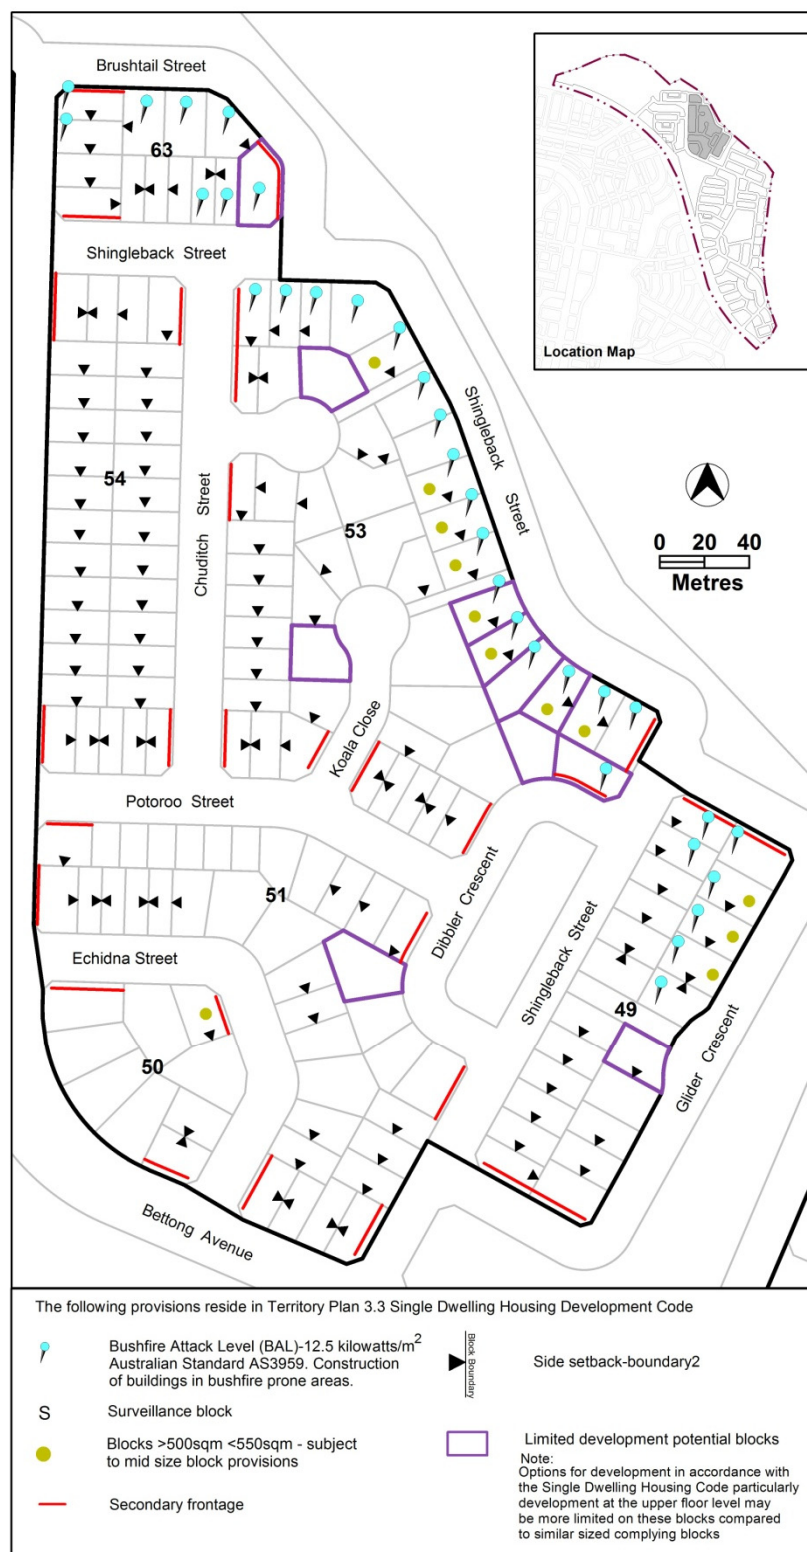 Brushtail Street
63
Shingleback Street
Location Map
54
Chuditch Street
53
Shingleback Street
0 20 40
Metres
Koala Close
Potoroo Street
51
Dibbler Crescent
Echidna Street
Shingleback Street
49
50
Glider Crescent
Bettong Avenue
The following provisions reside in Territory Plan 3.3 Single Dwelling Housing Development Code
Bushfire Attack Level (BAL)-12.5 kilowatts/m²
Australian Standard AS3959. Construction
of buildings in bushfire prone areas.
Block Boundary
Side setback-boundary2
S Surveillance block
Blocks >500sqm <550sqm - subject
to mid size block provisions
Secondary frontage
Limited development potential blocks
Note:
Options for development in accordance with
the Single Dwelling Housing Code particularly
development at the upper floor level may
be more limited on these blocks compared
to similar sized complying blocks